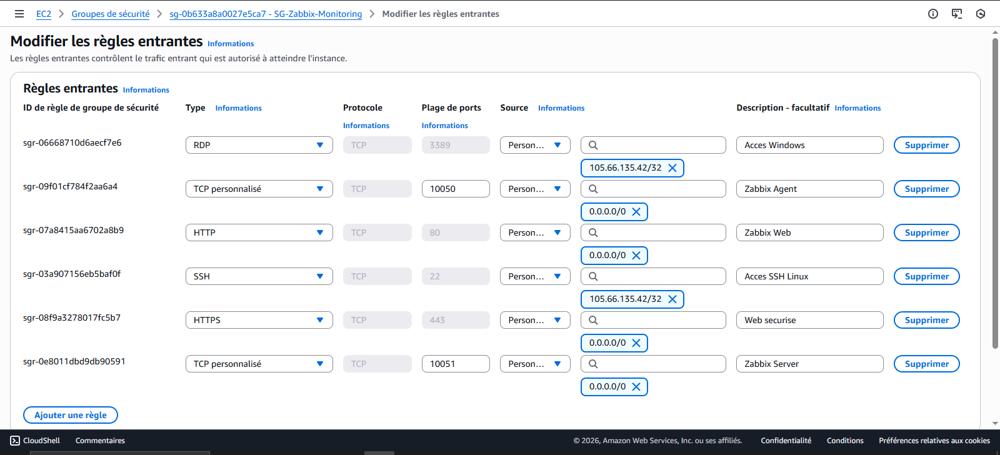 EC2 > Groupes de sécurité > sg-0b633a8a0027e5ca7 - SG-Zabbix-Monitoring > Modifier les règles entrantes
Modifier les règles entrantes Informations
Les règles entrantes contrôlent le trafic entrant qui est autorisé à atteindre l'instance.
Règles entrantes Informations
ID de règle de groupe de sécurité Type Informations Protocole Plage de ports Source Informations Description - facultatif Informations
Informations Informations
sgr-06668710d6aecf7e6 RDP TCP 3389 Person... Acces Windows Supprimer
105.66.135.42/32
sgr-09f01cf784f2aa6a4 TCP personnalisé TCP 10050 Person... Zabbix Agent Supprimer
0.0.0.0/0
sgr-07a8415aa6702a8b9 HTTP TCP 80 Person... Zabbix Web Supprimer
0.0.0.0/0
sgr-03a907156eb5baf0f SSH TCP 22 Person... Acces SSH Linux Supprimer
105.66.135.42/32
sgr-08f9a3278017fc5b7 HTTPS TCP 443 Person... Web securise Supprimer
0.0.0.0/0
sgr-0e8011dbd9db90591 TCP personnalisé TCP 10051 Person... Zabbix Server Supprimer
0.0.0.0/0
Ajouter une règle
CloudShell Commentaires © 2026, Amazon Web Services, Inc. ou ses affiliés. Confidentialité Conditions Préférences relatives aux cookies